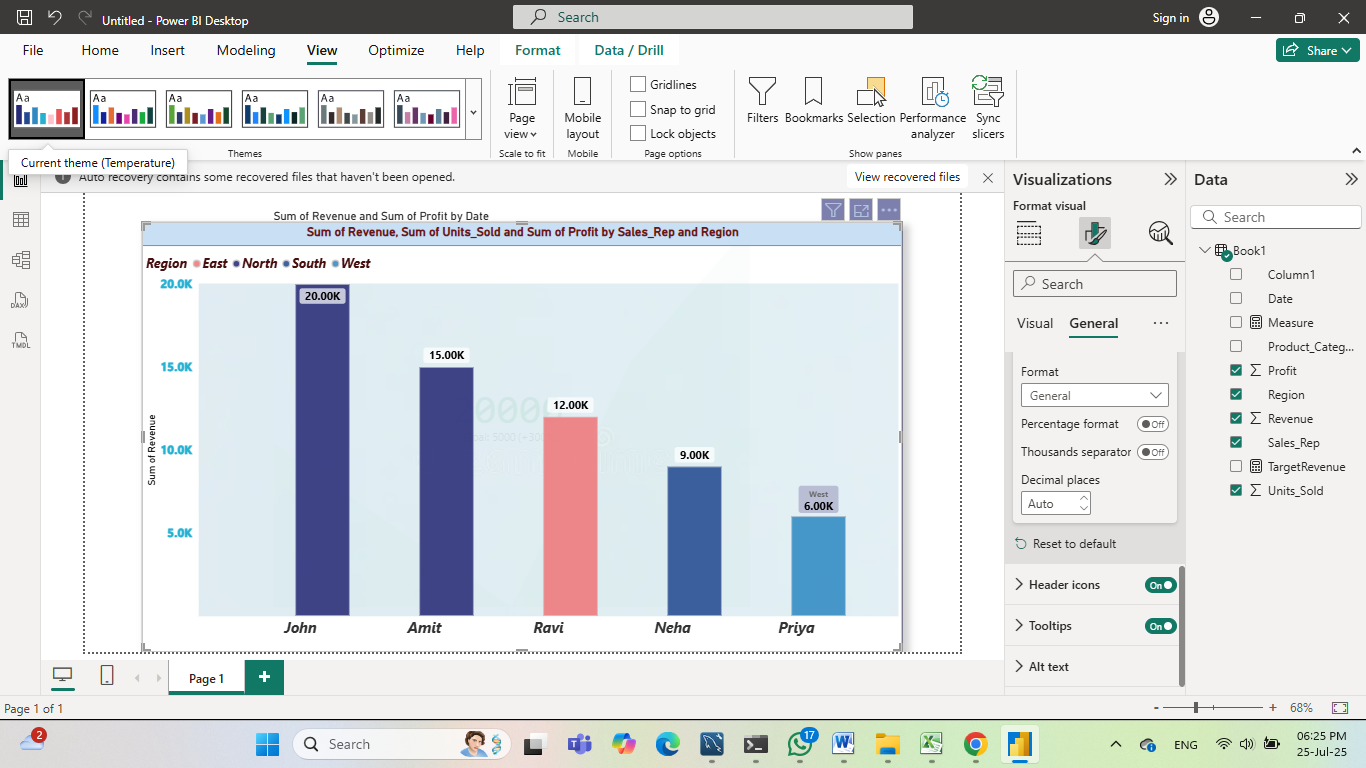 Untitled - Power BI Desktop
Search
Sign in
File
Home
Insert
Modeling
View
Optimize
Help
Format
Data / Drill
Share
Aa
Aa
Aa
Aa
Aa
Aa
Page view
Mobile layout
Gridlines
Snap to grid
Lock objects
Filters
Bookmarks
Selection
Performance analyzer
Sync slicers
Themes
Scale to fit
Mobile
Page options
Show panes
Current theme (Temperature)
Auto recovery contains some recovered files that haven't been opened.
View recovered files
Sum of Revenue and Sum of Profit by Date
Sum of Revenue, Sum of Units_Sold and Sum of Profit by Sales_Rep and Region
Region East North South West
20.0K
15.0K
10.0K
5.0K
Sum of Revenue
20.00K
15.00K
12.00K
9.00K
West
6.00K
John
Amit
Ravi
Neha
Priya
Visualizations
Format visual
Search
Visual
General
Format
General
Percentage format
Off
Thousands separator
Off
Decimal places
Auto
Reset to default
Header icons
On
Tooltips
On
Alt text
Data
Search
Book1
Column1
Date
Measure
Product_Categ...
Profit
Region
Revenue
Sales_Rep
TargetRevenue
Units_Sold
DAX
TMDL
Page 1
Page 1 of 1
- + 68%
2
Search
17
ENG
06:25 PM
25-Jul-25